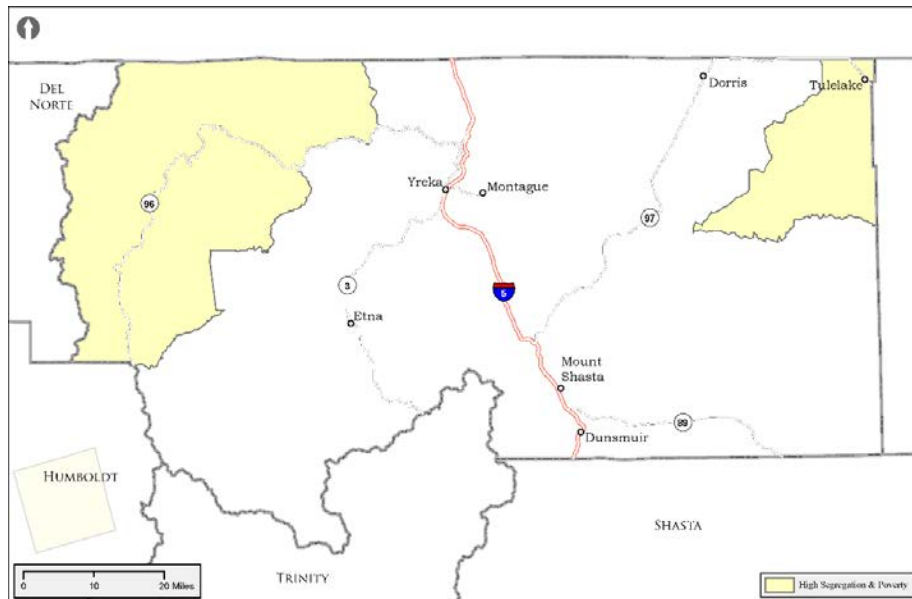 DEL
NORTE
Dorris
Tulelake
Yreka
Montague
96
97
3
5
Etna
Mount
Shasta
89
Dunsmuir
HUMBOLDT
SHASTA
TRINITY
0 10 20 Miles
High Segregation & Poverty